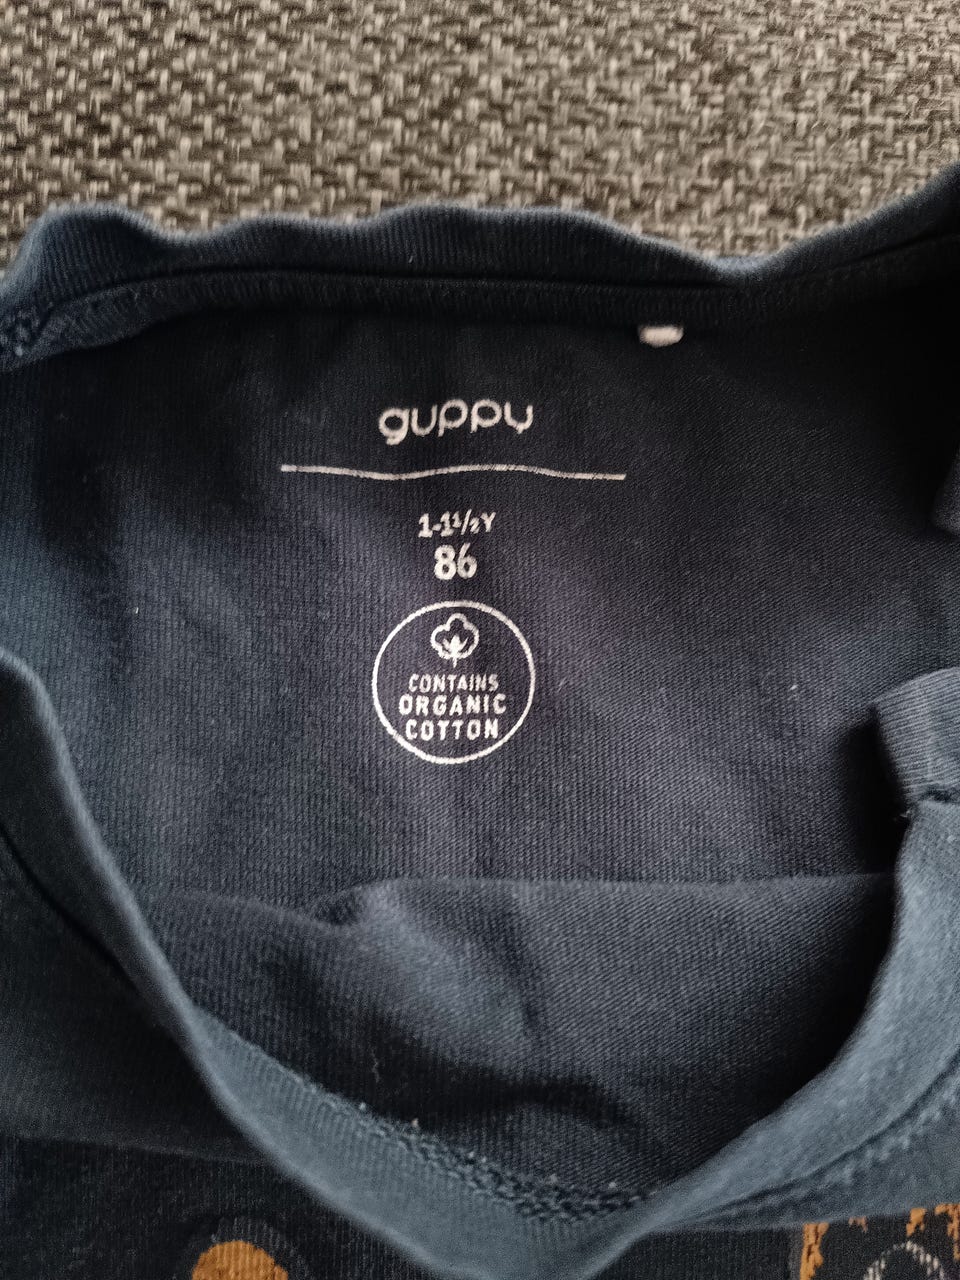 guppy
1-1½Y
86
CONTAINS
ORGANIC
COTTON